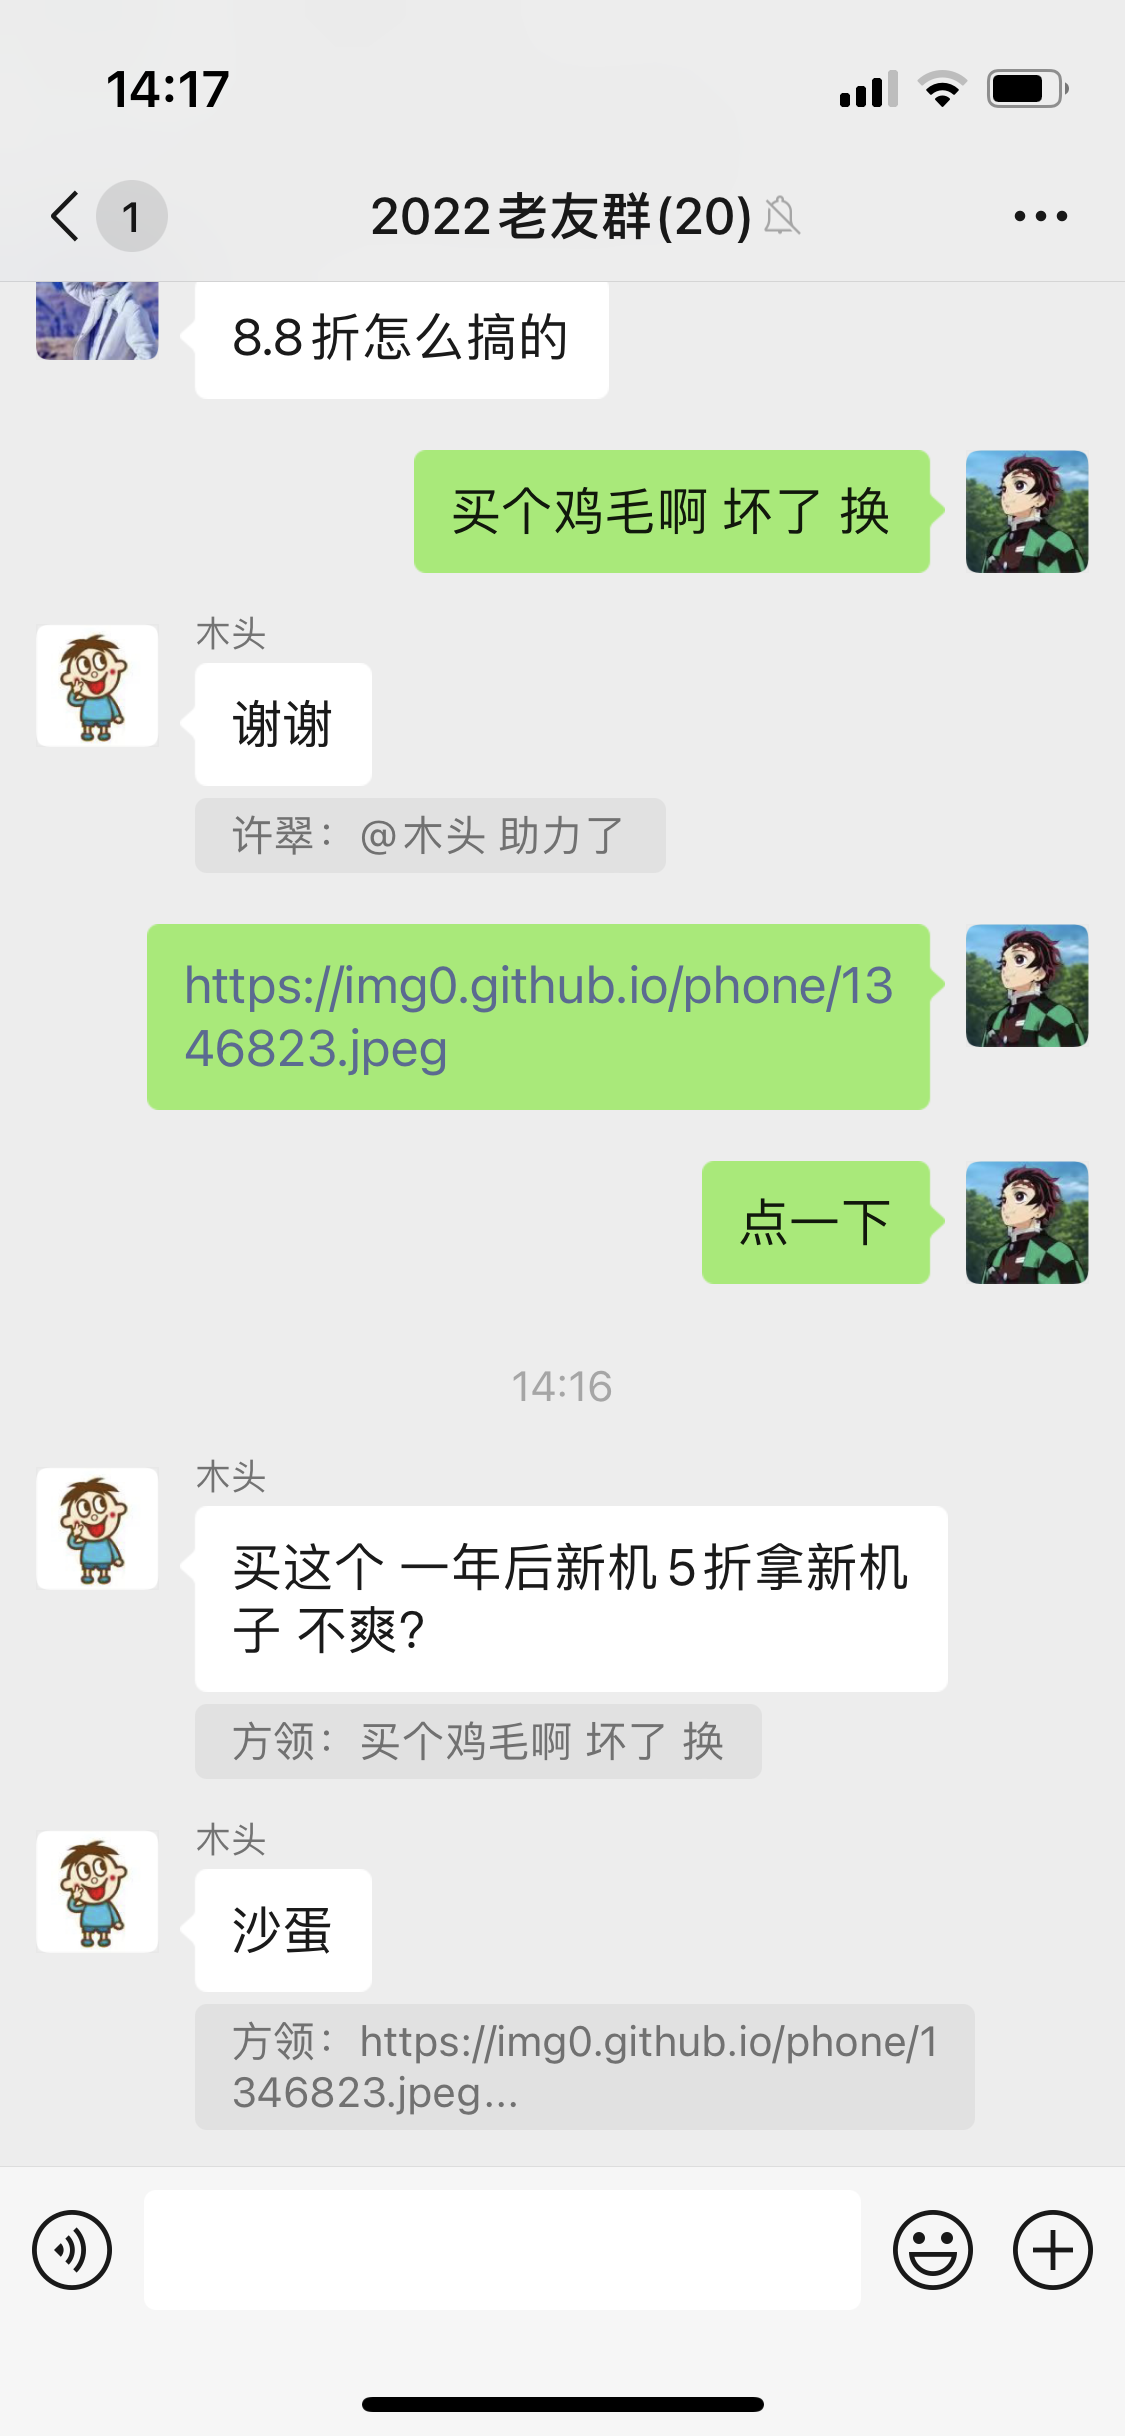 14:17
1
2022老友群(20)
8.8折怎么搞的
买个鸡毛啊 坏了 换
木头
谢谢
许翠：@木头 助力了
https://img0.github.io/phone/13
46823.jpeg
点一下
14:16
木头
买这个 一年后新机5折拿新机
子 不爽?
方领：买个鸡毛啊 坏了 换
木头
沙蛋
方领：https://img0.github.io/phone/1
346823.jpeg...